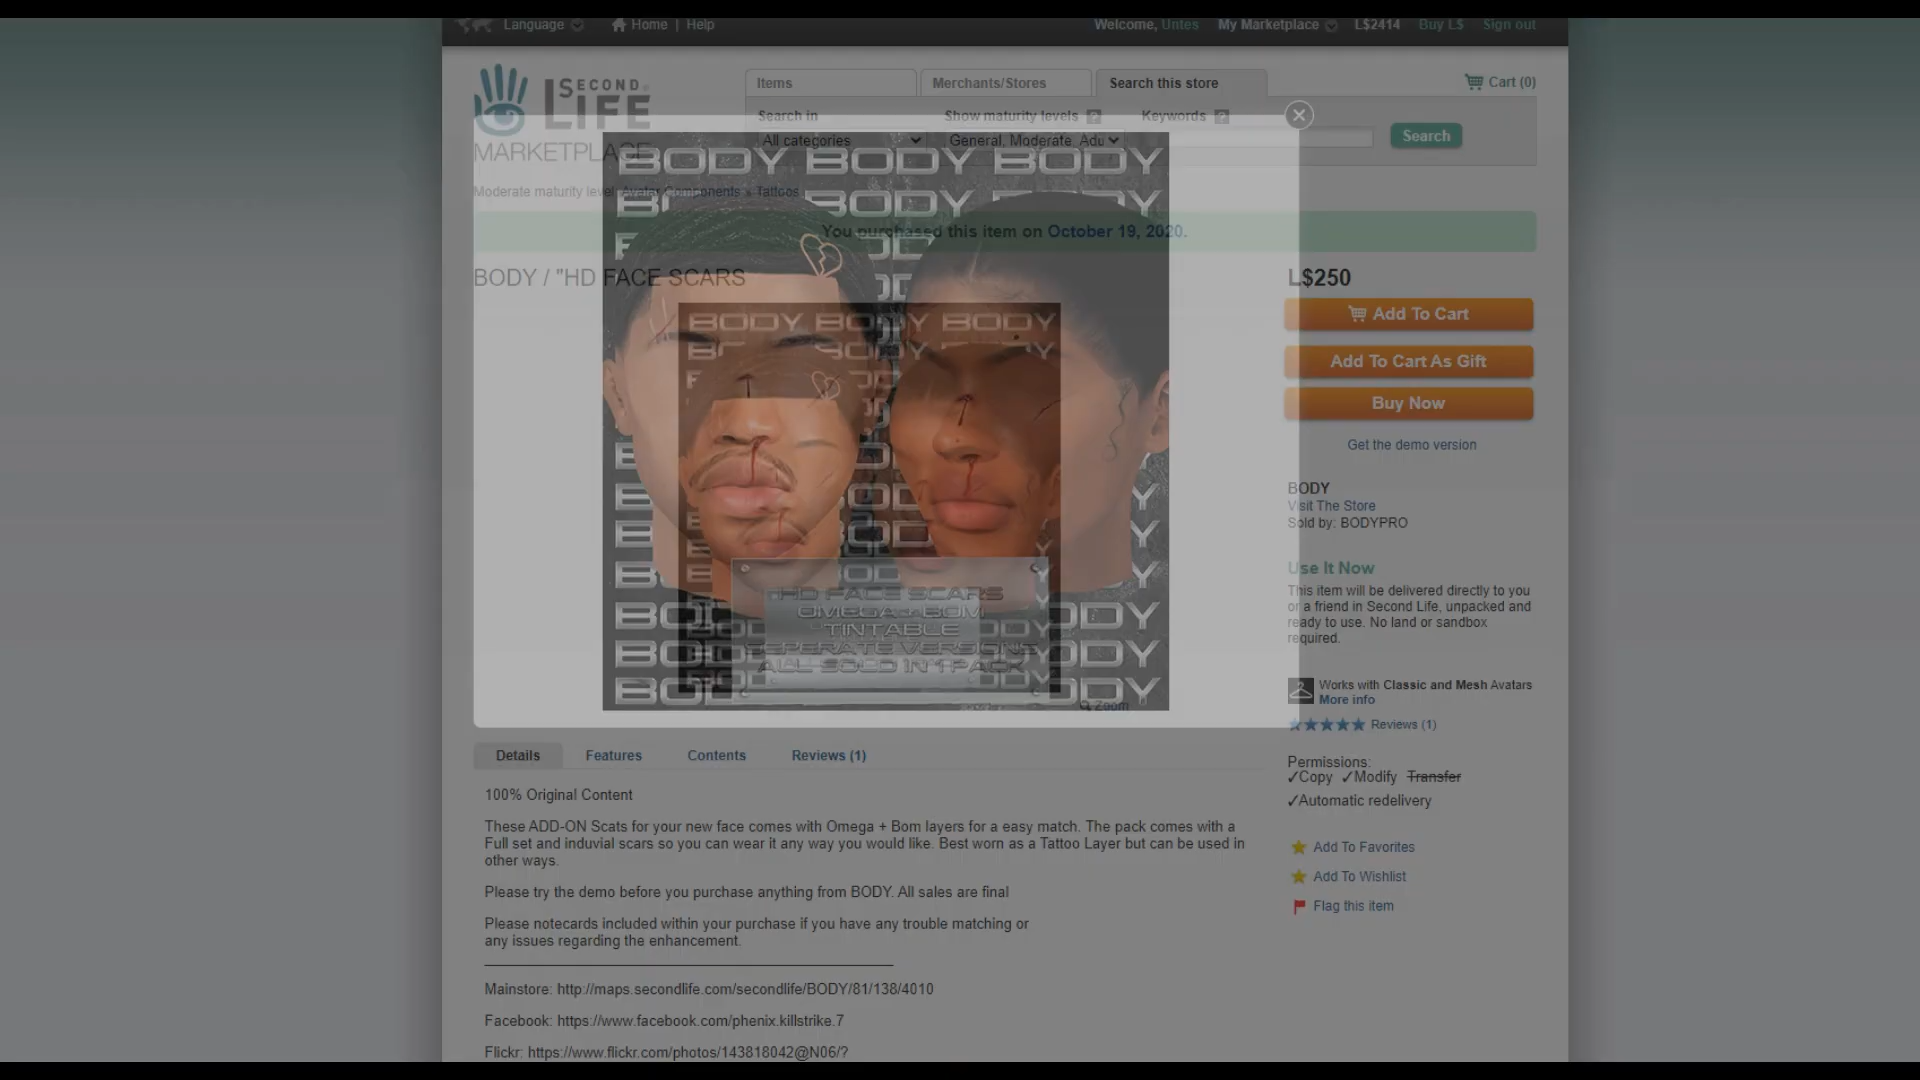 Language Home | Help Welcome, Untes My Marketplace L$2414 Buy L$ Sign out
SECOND
LIFE
MARKETPLACE
Items Merchants/Stores Search this store Cart (0)
Search in Show maturity levels ? Keywords ?
All categories General, Moderate, Adu Search
Moderate maturity level Avatar Components » Tattoos
You purchased this item on October 19, 2020.
BODY / "HD FACE SCARS
L$250
Add To Cart
Add To Cart As Gift
Buy Now
Get the demo version
BODY
Visit The Store
Sold by: BODYPRO
Use It Now
This item will be delivered directly to you
or a friend in Second Life, unpacked and
ready to use. No land or sandbox
required.
Works with Classic and Mesh Avatars
More info
Reviews (1)
Permissions:
✓Copy ✓Modify Transfer
✓Automatic redelivery
Add To Favorites
Add To Wishlist
Flag this item
BODY BODY BODY
BODY BODY BODY
HD FACE SCARS
OMEGA + BOM
TINTABLE
SEPERATE VERSIONS
ALL SOLD IN 1 PACK
Zoom
Details Features Contents Reviews (1)
100% Original Content
These ADD-ON Scats for your new face comes with Omega + Bom layers for a easy match. The pack comes with a
Full set and induvial scars so you can wear it any way you would like. Best worn as a Tattoo Layer but can be used in
other ways.
Please try the demo before you purchase anything from BODY. All sales are final
Please notecards included within your purchase if you have any trouble matching or
any issues regarding the enhancement.
Mainstore: http://maps.secondlife.com/secondlife/BODY/81/138/4010
Facebook: https://www.facebook.com/phenix.killstrike.7
Flickr: https://www.flickr.com/photos/143818042@N06/?